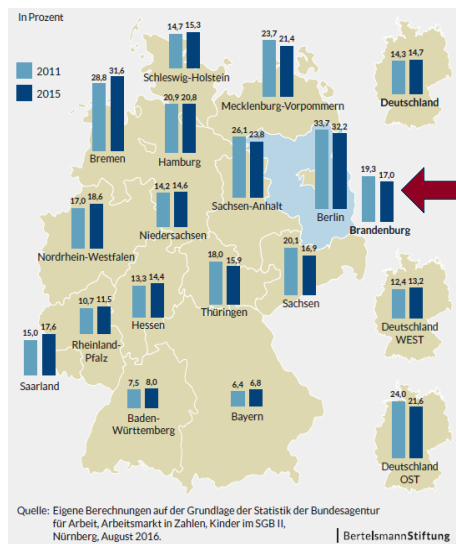 In Prozent
2011
2015
14,7 15,3
Schleswig-Holstein
23,7
21,4
Mecklenburg-Vorpommern
14,3 14,7
Deutschland
28,8
31,6
Bremen
20,9 20,8
Hamburg
26,1
23,8
Sachsen-Anhalt
33,7
32,2
Berlin
19,3
17,0
Brandenburg
17,0
18,6
Nordrhein-Westfalen
14,2 14,6
Niedersachsen
20,1
16,9
Sachsen
18,0
15,9
Thüringen
13,3 14,4
Hessen
12,4 13,2
Deutschland
WEST
10,7 11,5
Rheinland-
Pfalz
15,0
17,6
Saarland
7,5 8,0
Baden-
Württemberg
6,4 6,8
Bayern
24,0
21,6
Deutschland
OST
Quelle: Eigene Berechnungen auf der Grundlage der Statistik der Bundesagentur
für Arbeit, Arbeitsmarkt in Zahlen, Kinder im SGB II,
Nürnberg, August 2016.
BertelsmannStiftung